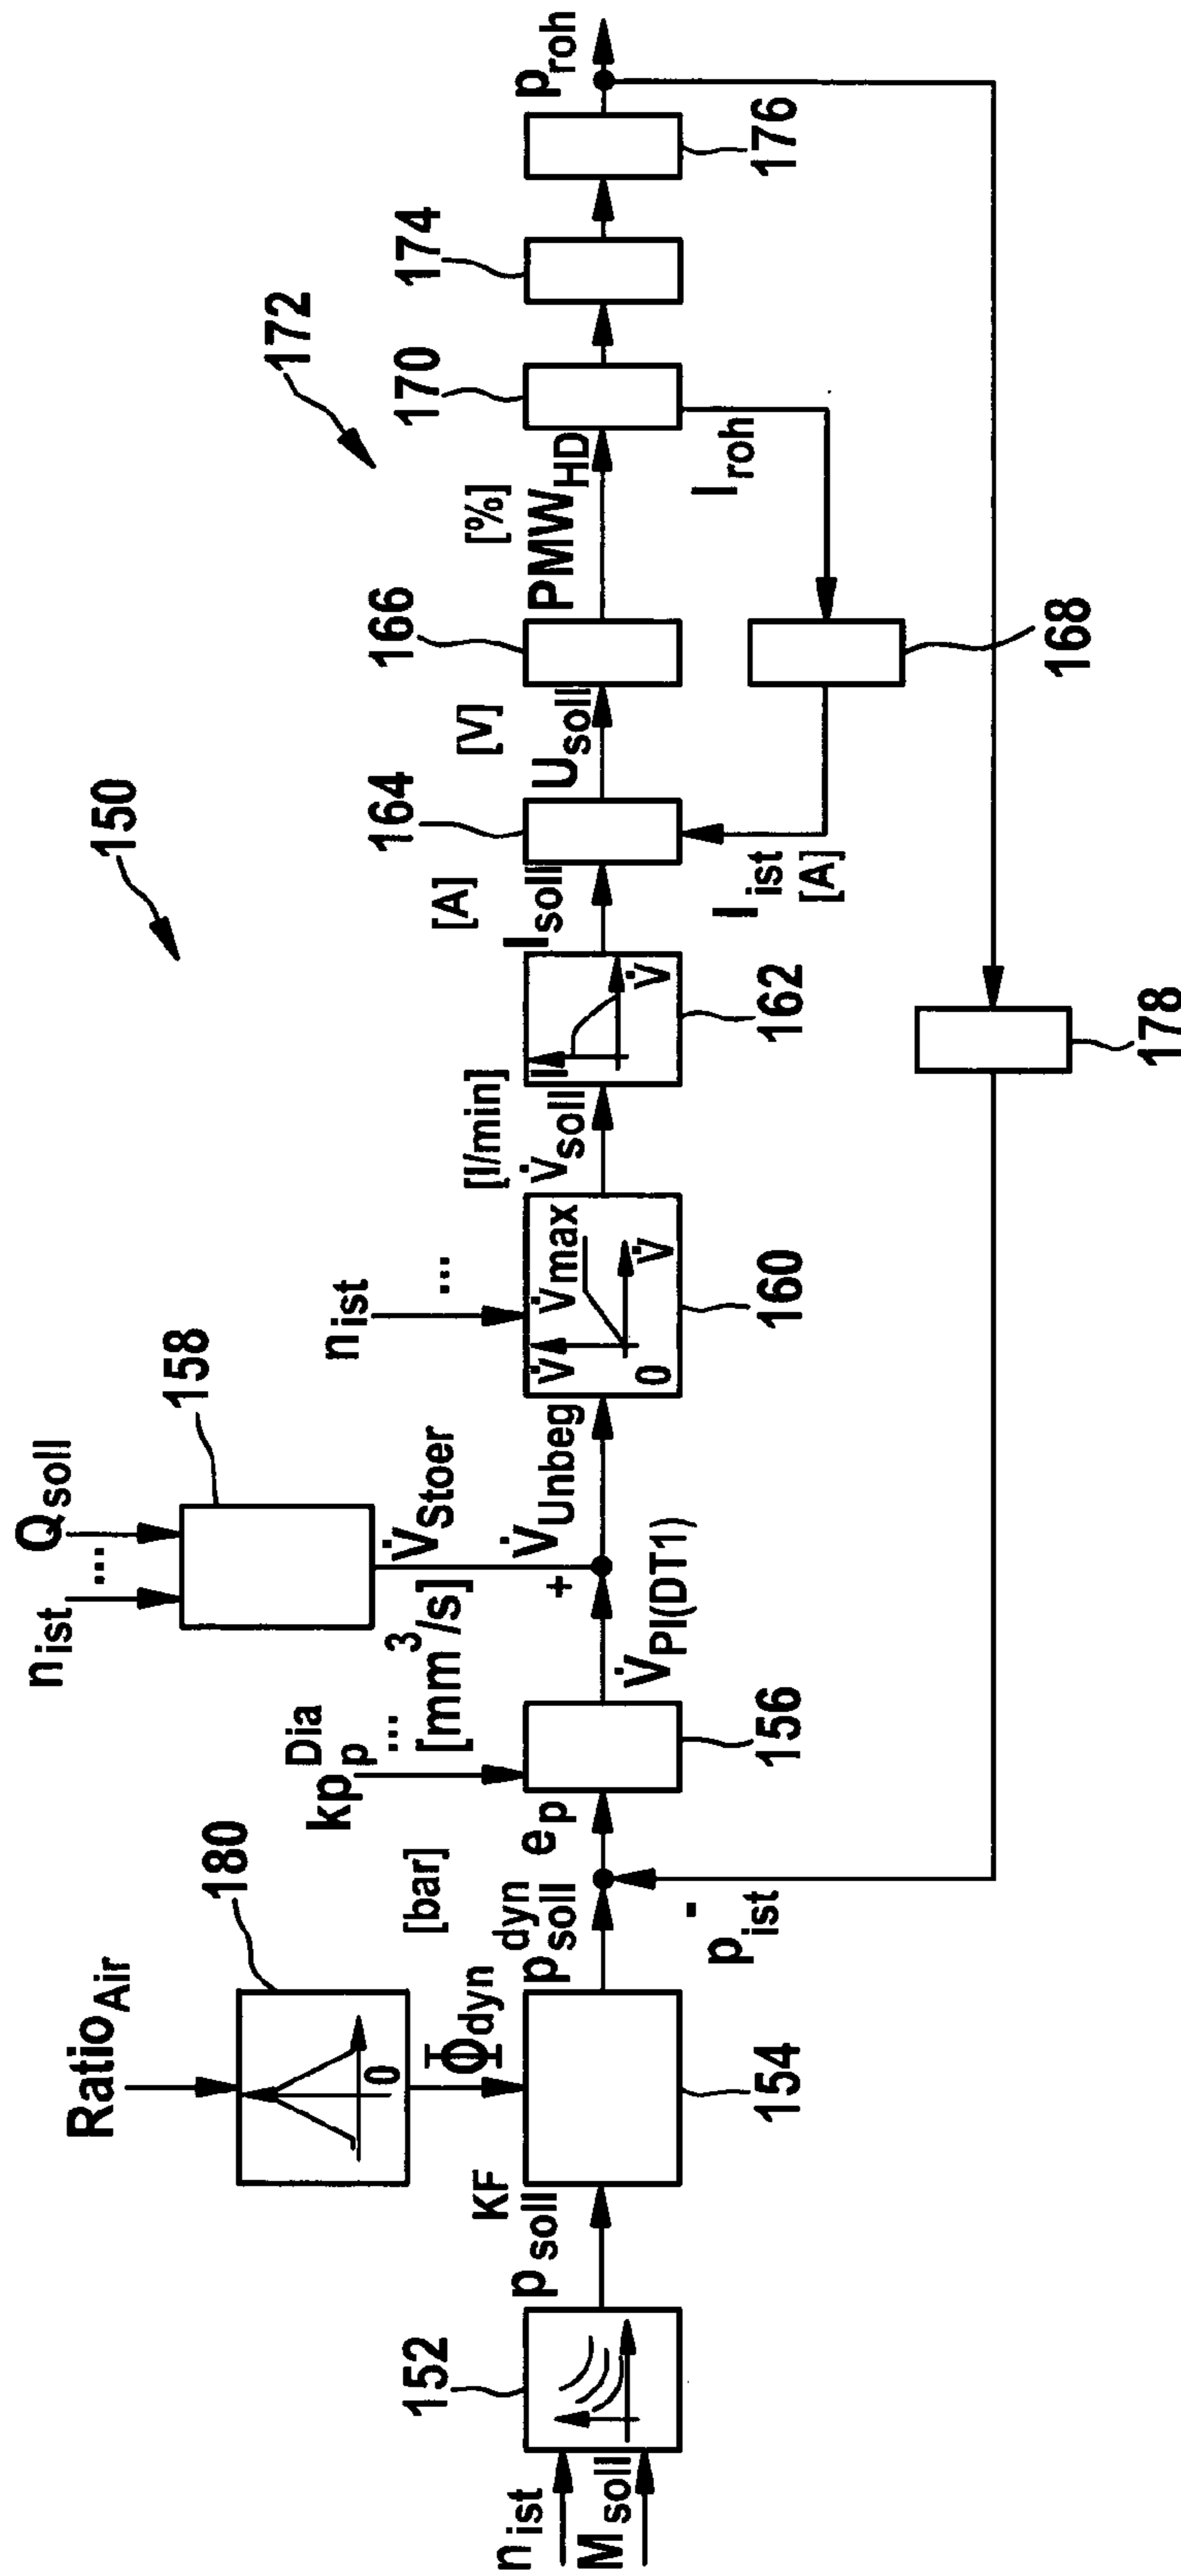 150
172
Ratio_Air
180
n_ist ... Q_soll
158
kp_p^Dia ...
[mm³/s]
V̇_Stoer
n_ist ...
n_ist
M_soll
152
p_soll^KF
Φ_dyn
154
[bar]
p_soll^dyn
e_p
-
p_ist
156
V̇_PI(DT1)
+
V̇_Unbeg
V̇
V̇_max
0
V̇
160
[l/min]
V̇_soll
I
V̇
162
[A]
I_soll
164
I_ist
[A]
[V]
U_soll
166
168
[%]
PMW_HD
170
I_roh
174
176
p_roh
178
0